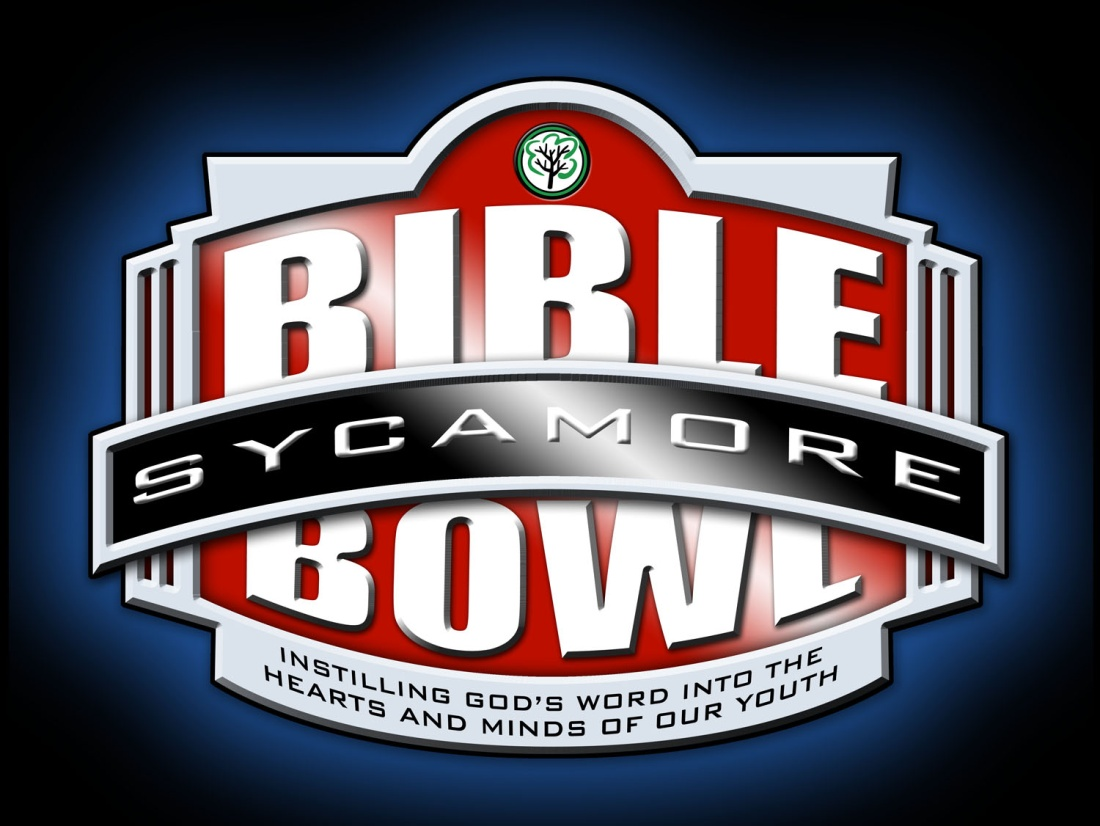 BIBLE
SYCAMORE
BOWL
INSTILLING GOD'S WORD INTO THE
HEARTS AND MINDS OF OUR YOUTH